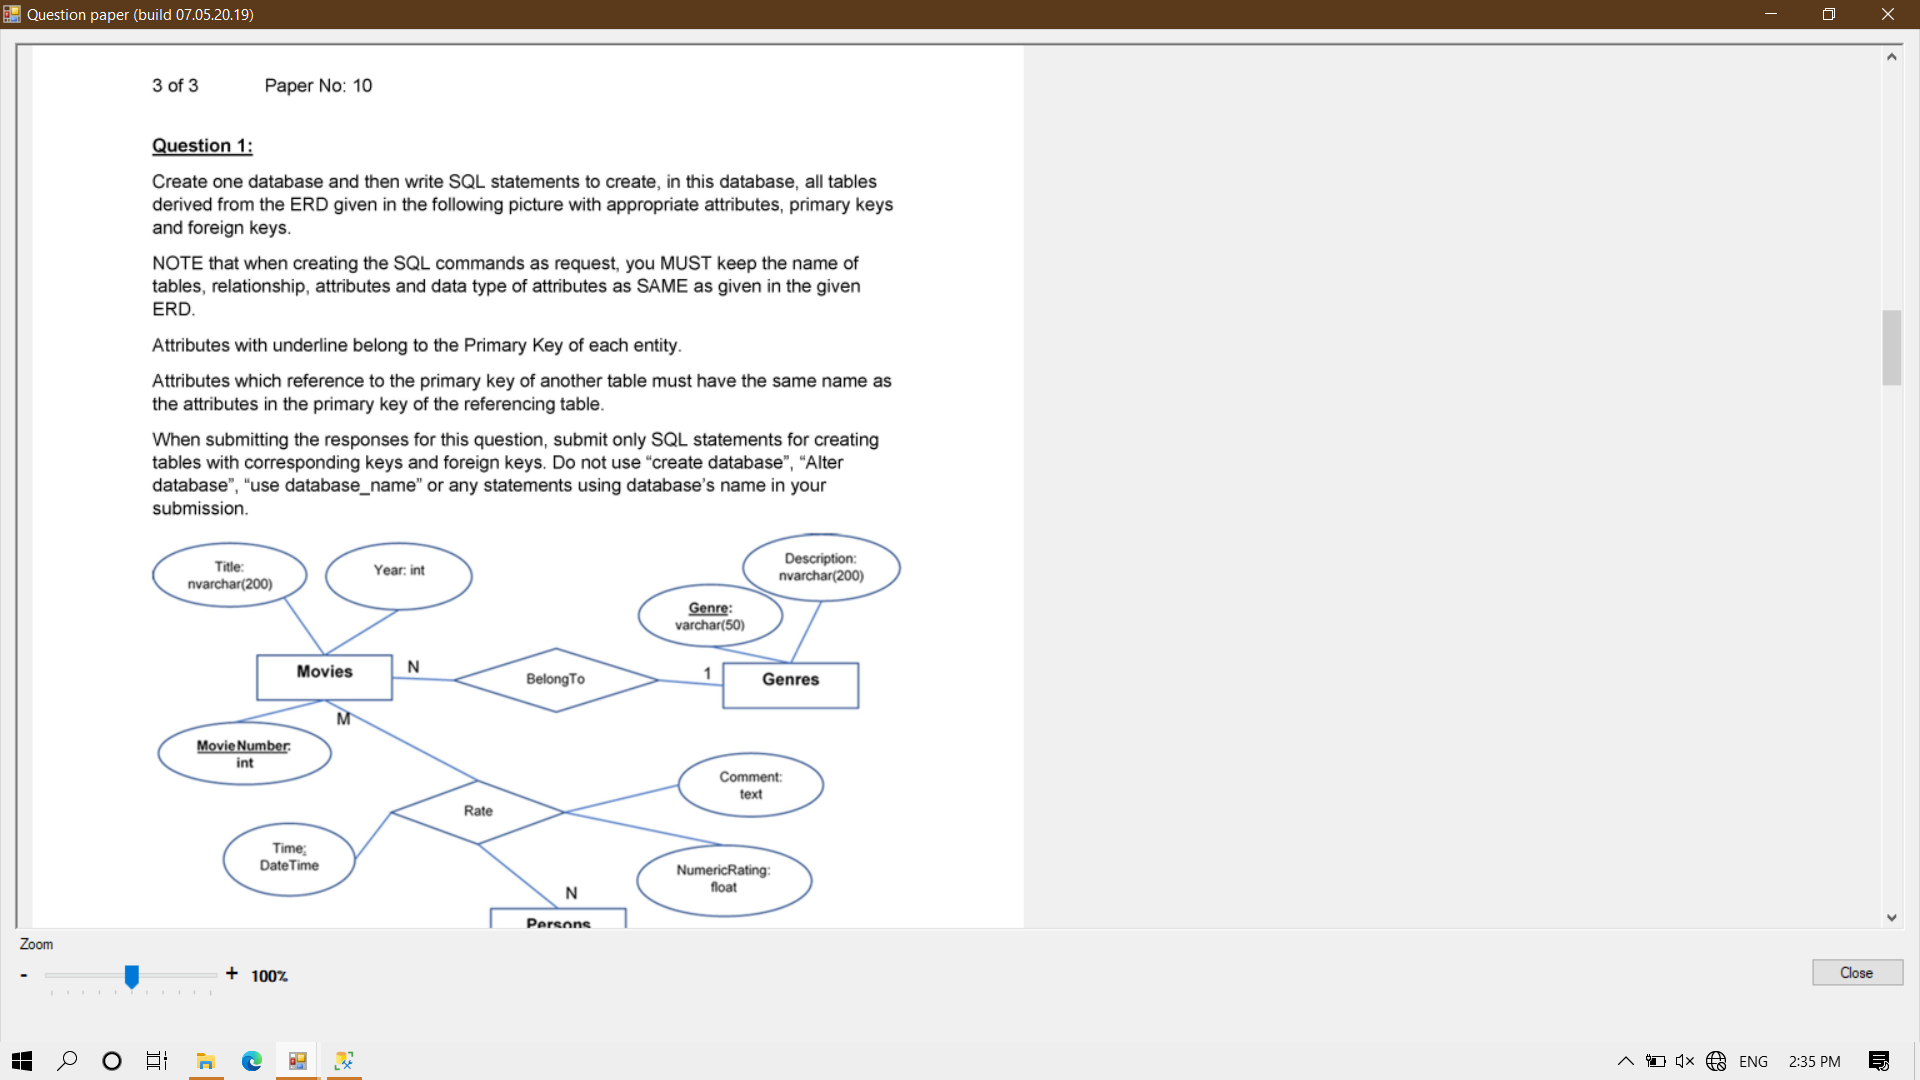 Question paper (build 07.05.20.19)
3 of 3 Paper No: 10
Question 1:
Create one database and then write SQL statements to create, in this database, all tables
derived from the ERD given in the following picture with appropriate attributes, primary keys
and foreign keys.
NOTE that when creating the SQL commands as request, you MUST keep the name of
tables, relationship, attributes and data type of attributes as SAME as given in the given
ERD.
Attributes with underline belong to the Primary Key of each entity.
Attributes which reference to the primary key of another table must have the same name as
the attributes in the primary key of the referencing table.
When submitting the responses for this question, submit only SQL statements for creating
tables with corresponding keys and foreign keys. Do not use “create database”, “Alter
database”, “use database_name” or any statements using database’s name in your
submission.
Title:
nvarchar(200)
Year: int
Description:
nvarchar(200)
Genre:
varchar(50)
Movies
N
BelongTo
1
Genres
M
MovieNumber:
int
Comment:
text
Rate
Time:
DateTime
NumericRating:
float
N
Persons
Zoom
- + 100%
Close
ENG
2:35 PM